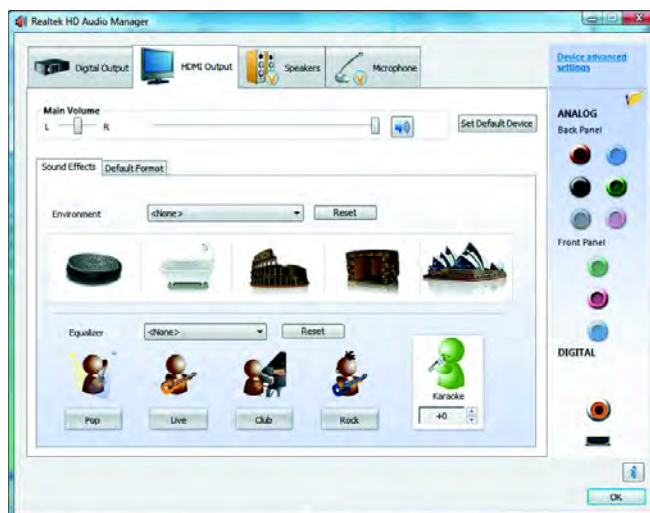 Realtek HD Audio Manager
Digital Output
HDMI Output
Speakers
Microphone
Device advanced
settings
Main Volume
L
R
Set Default Device
ANALOG
Back Panel
Sound Effects
Default Format
Environment
<None>
Reset
Front Panel
Equalizer
<None>
Reset
DIGITAL
Karaoke
Pop
Live
Club
Rock
+0
i
OK